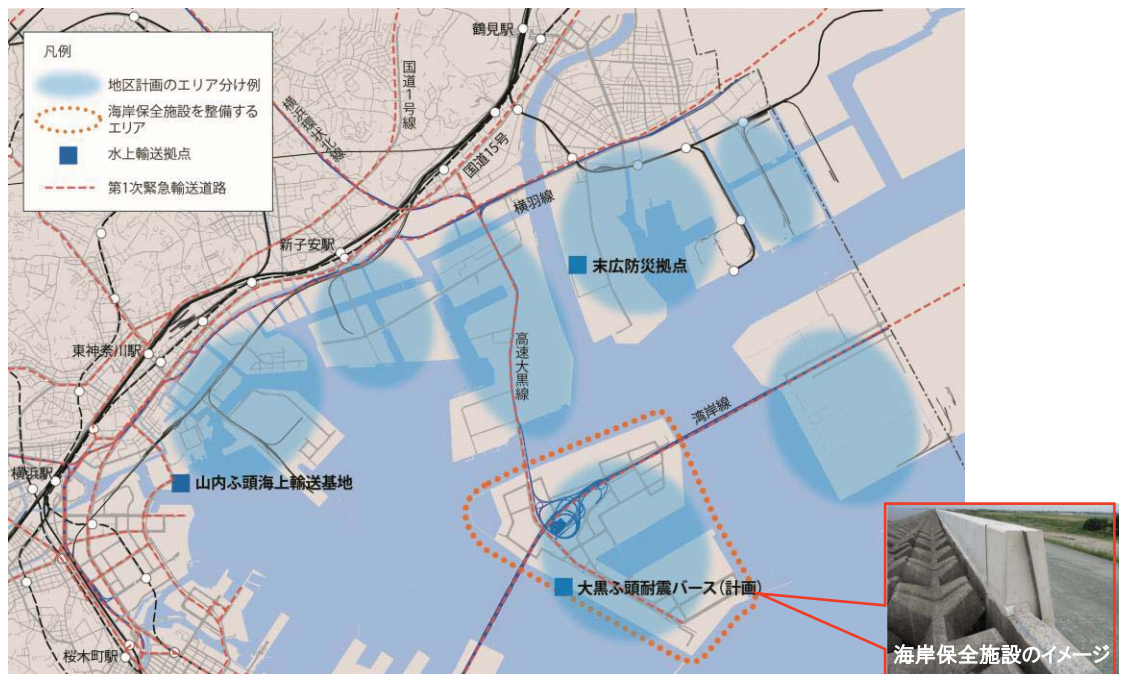 凡例
地区計画のエリア分け例
海岸保全施設を整備する
エリア
水上輸送拠点
第1次緊急輸送道路
鶴見駅
国道1号線
横浜環状北線
国道15号
横羽線
新子安駅
末広防災拠点
東神奈川駅
高速大黒線
湾岸線
横浜駅
山内ふ頭海上輸送基地
大黒ふ頭耐震バース(計画)
桜木町駅
海岸保全施設のイメージ